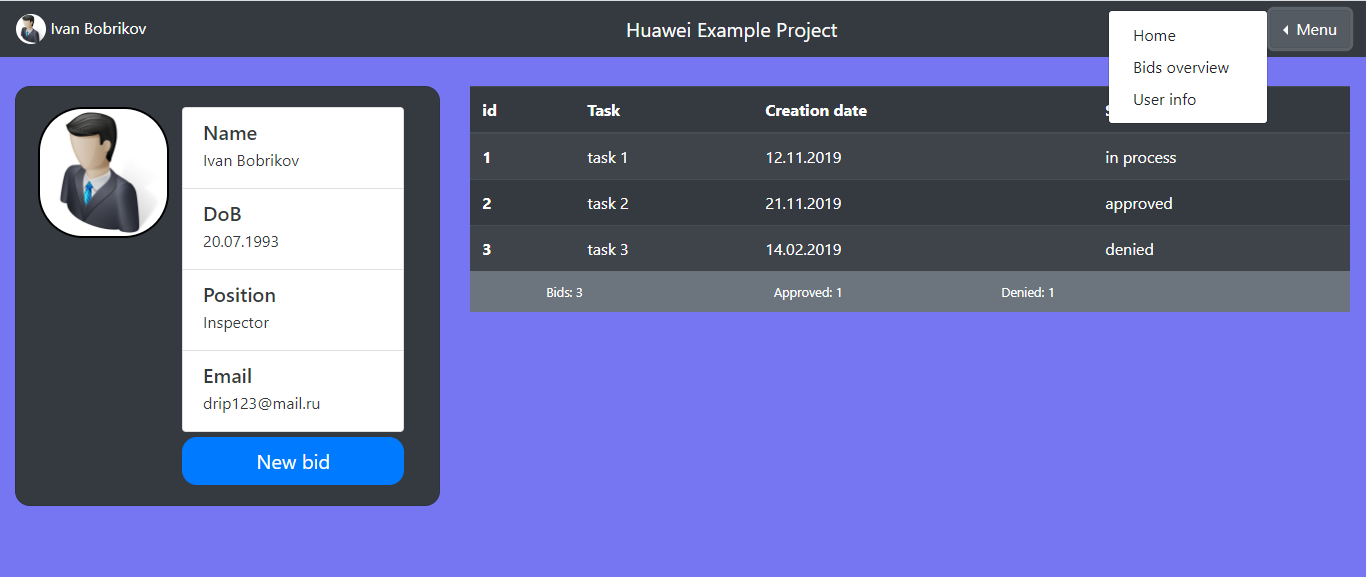 Ivan Bobrikov
Huawei Example Project
Menu
Home
Bids overview
User info
Name
Ivan Bobrikov
DoB
20.07.1993
Position
Inspector
Email
drip123@mail.ru
New bid
id Task Creation date
1 task 1 12.11.2019 in process
2 task 2 21.11.2019 approved
3 task 3 14.02.2019 denied
Bids: 3 Approved: 1 Denied: 1